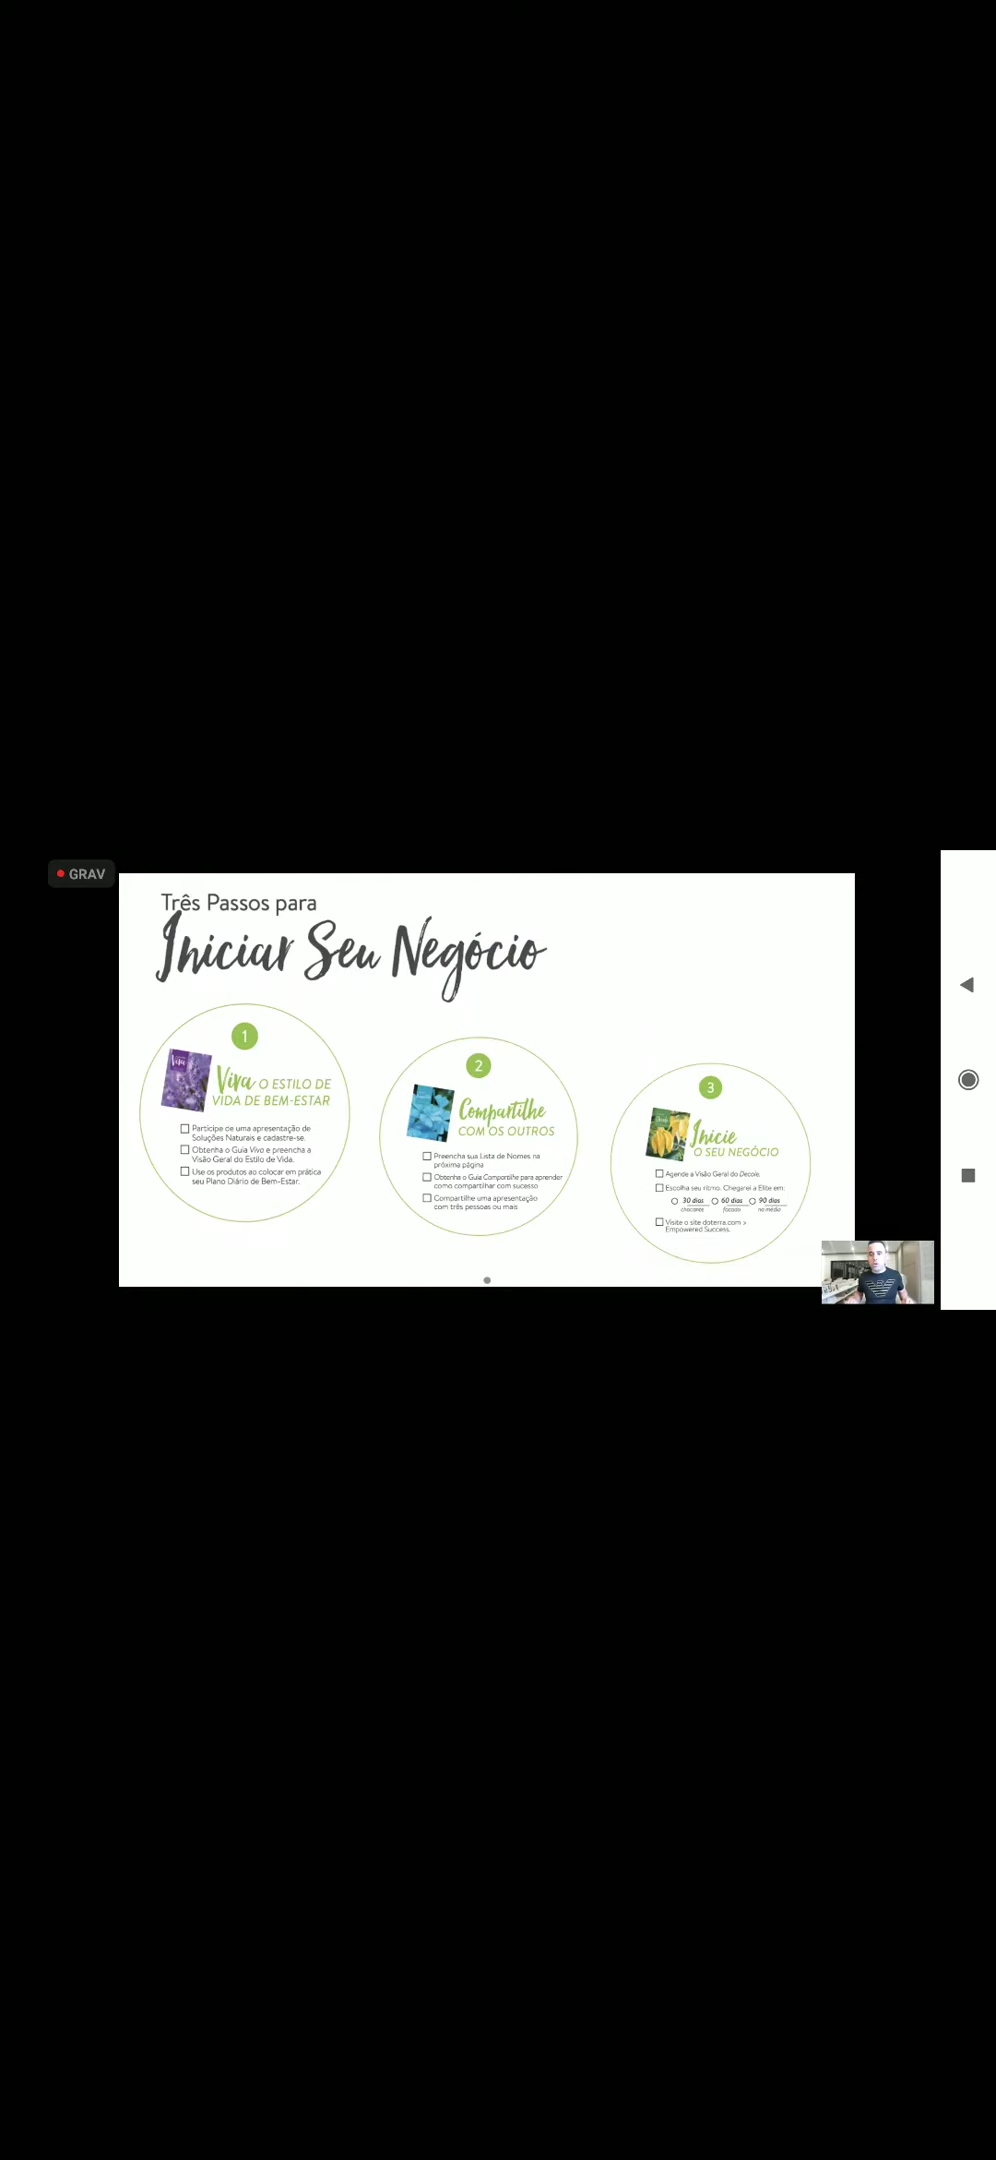 GRAV
Três Passos para
Iniciar Seu Negócio
1
Viva
Viva O ESTILO DE
VIDA DE BEM-ESTAR
Participe de uma apresentação de
Soluções Naturais e cadastre-se.
Obtenha o Guia Vivo e preencha a
Visão Geral do Estilo de Vida.
Use os produtos ao colocar em prática
seu Plano Diário de Bem-Estar.
2
Compartilhe
COM OS OUTROS
Preencha sua Lista de Nomes na
próxima página
Obtenha o Guia Compartilhe para aprender
como compartilhar com sucesso
Compartilhe uma apresentação
com três pessoas ou mais
3
Inicie
O SEU NEGÓCIO
Agende a Visão Geral do Decole.
Escolha seu ritmo. Chegarei a Elite em:
30 dias 60 dias 90 dias
chocante focado na média
Visite o site doterra.com >
Empowered Success.